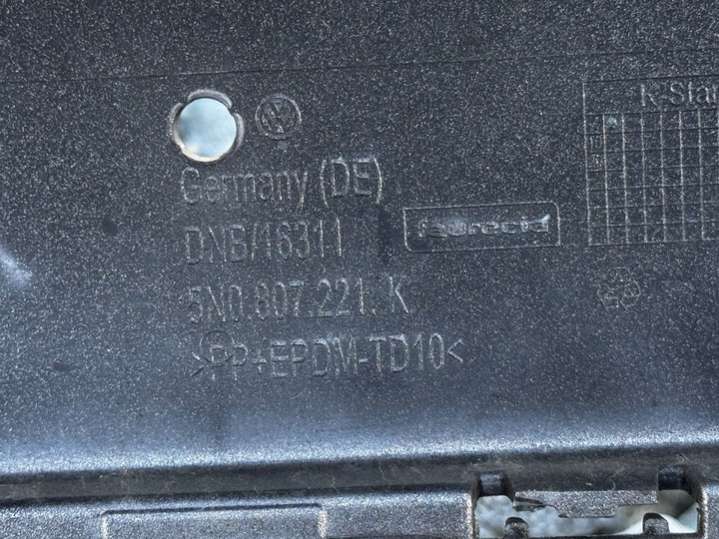 Germany (DE)
DNB/16311
faurecia
5N0.807.221. K
>PP+EPDM-TD10<